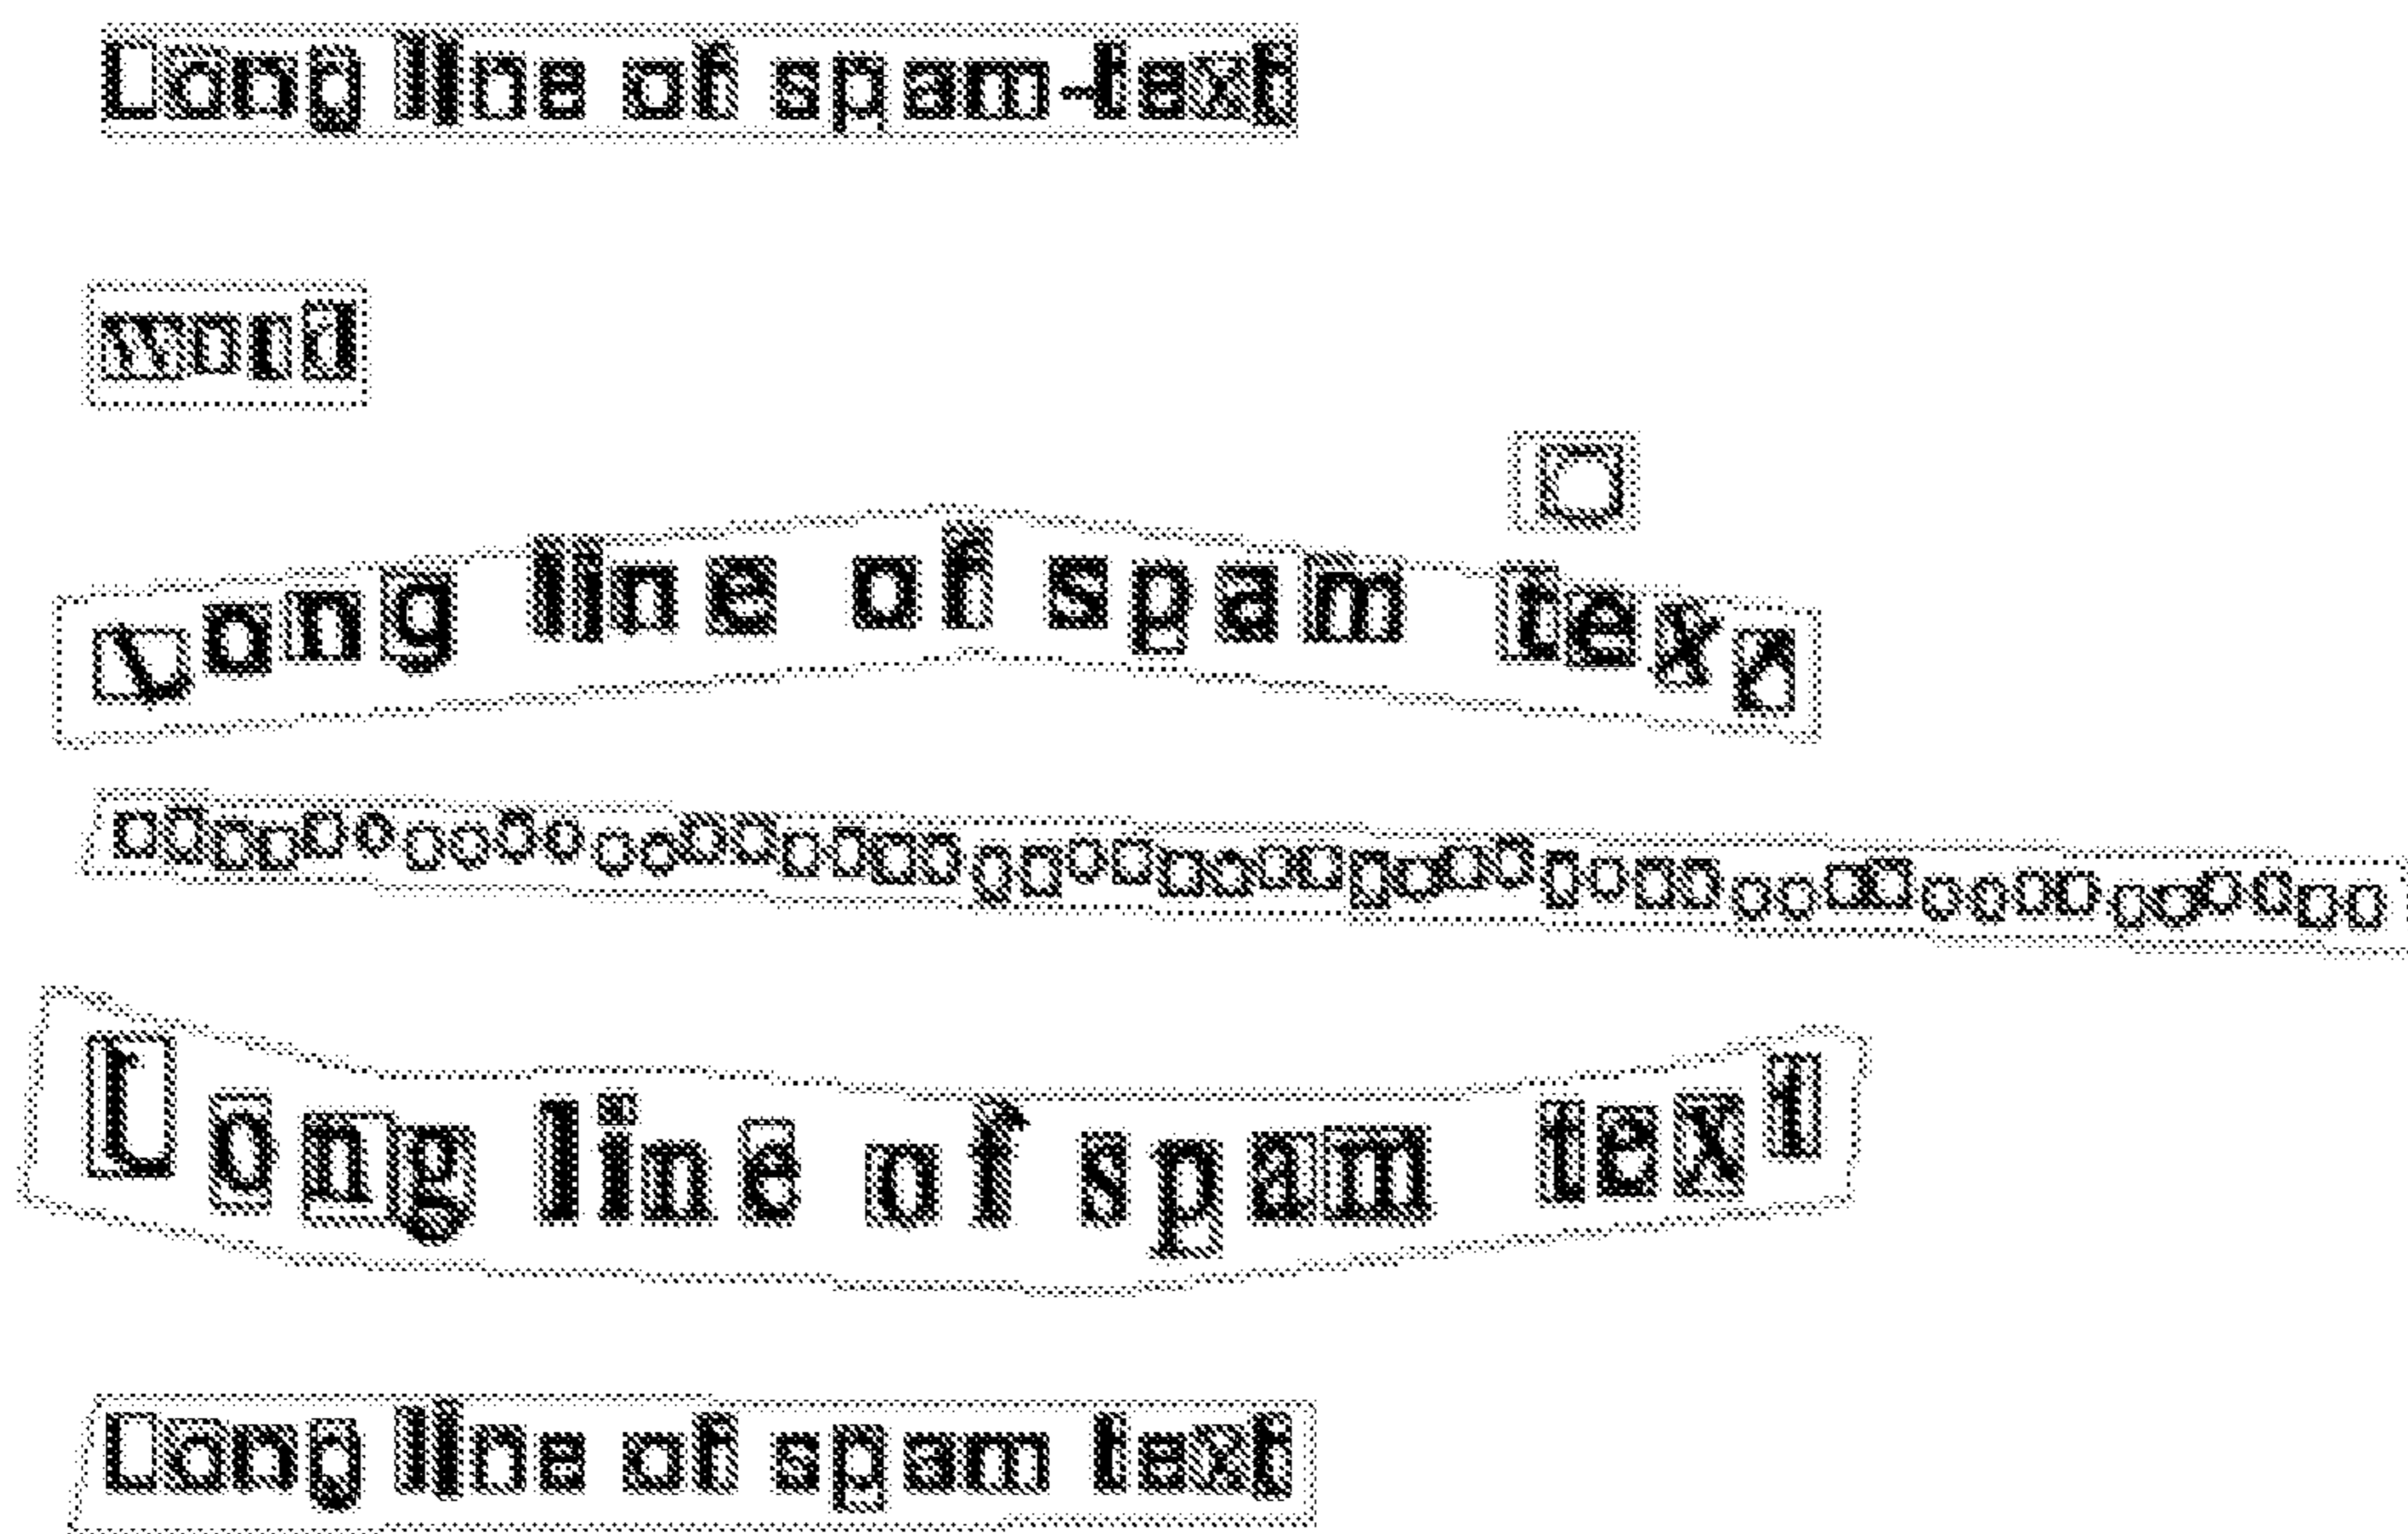 Long line of spam-text
word
Long line of spam text
Long line of spam text
Long line of spam text